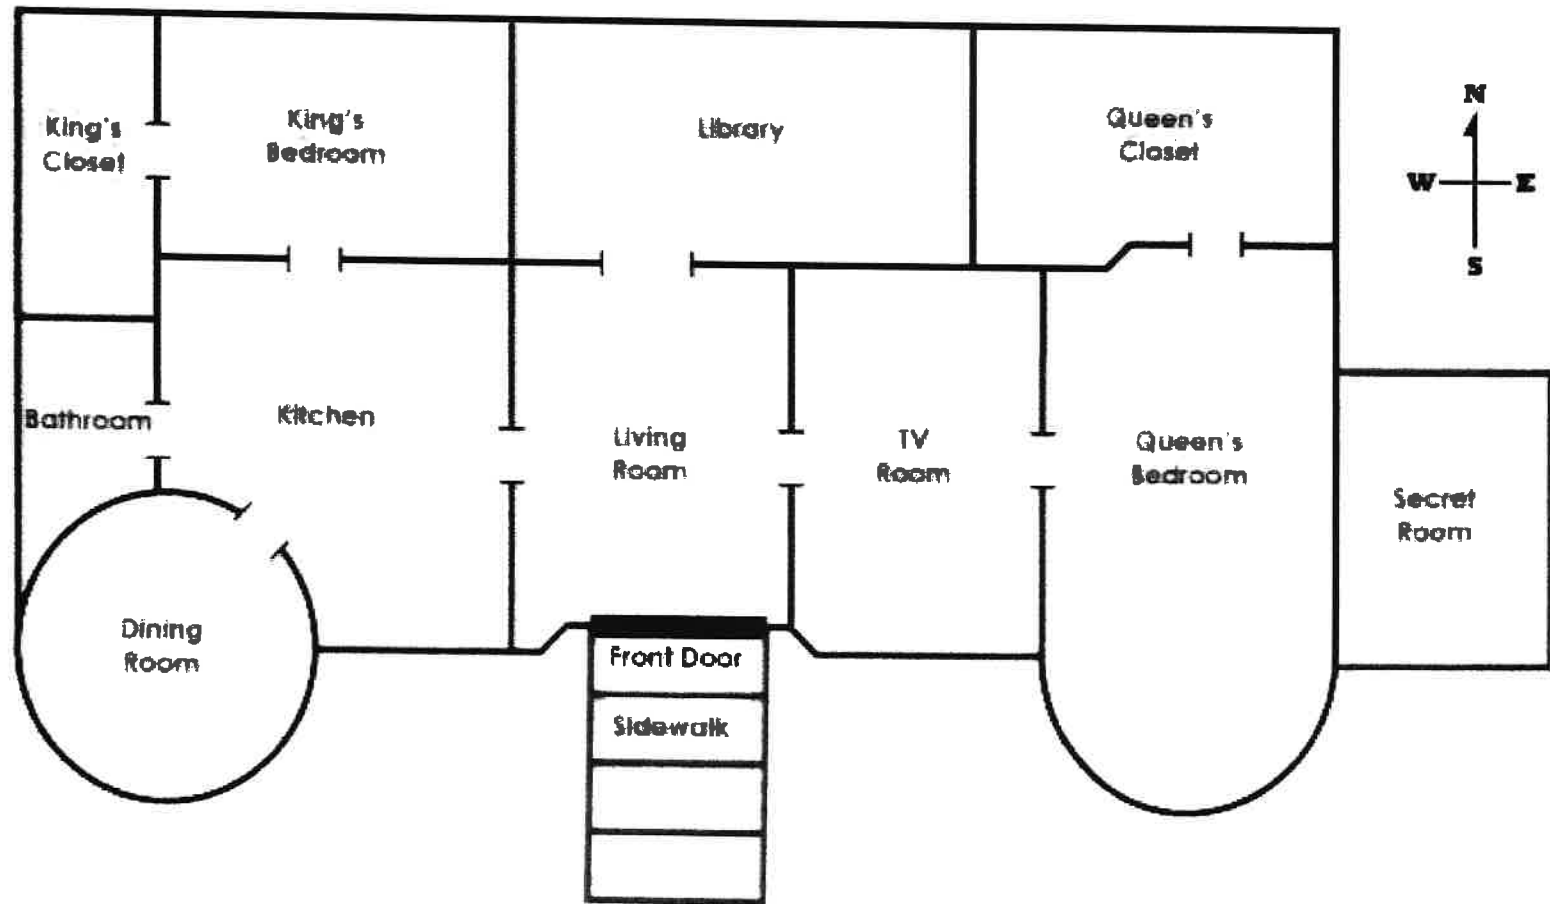 King's
Closet
King's
Bedroom
Library
Queen's
Closet
N
W
E
S
Bathroom
Kitchen
Living
Room
TV
Room
Queen's
Bedroom
Secret
Room
Dining
Room
Front Door
Sidewalk